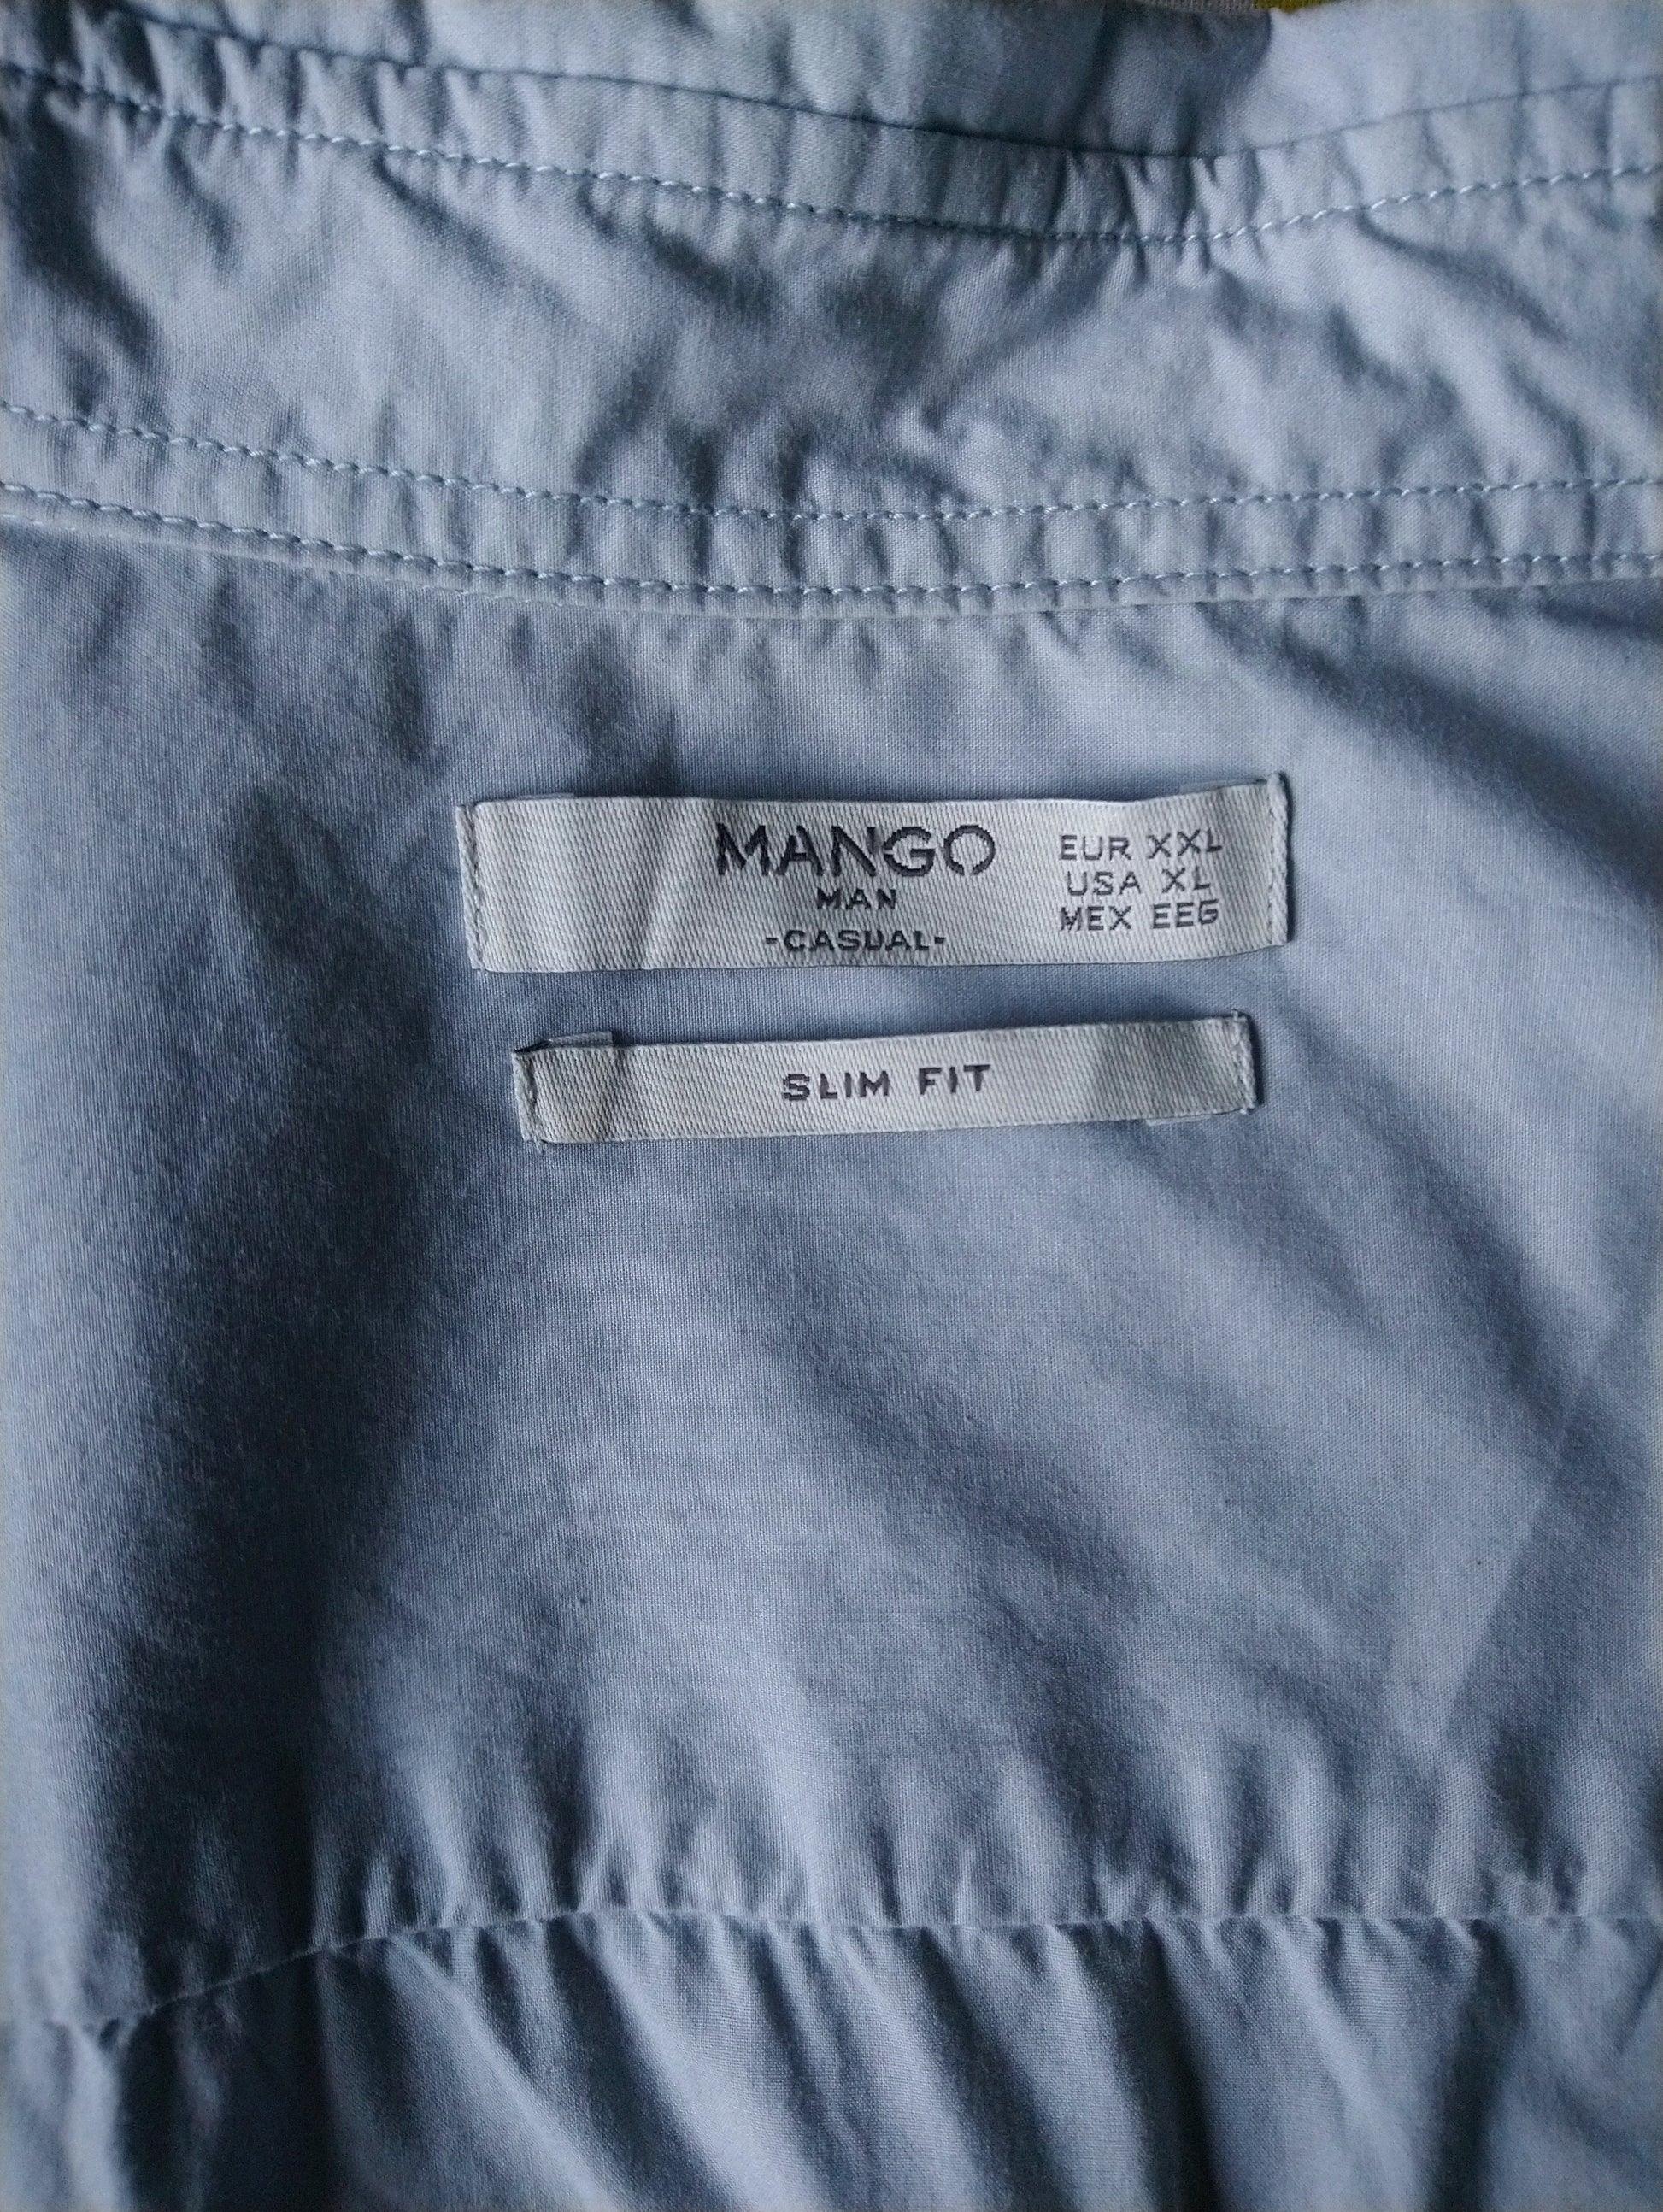 MANGO
MAN
-CASUAL-
EUR XXL
USA XL
MEX EEG
SLIM FIT